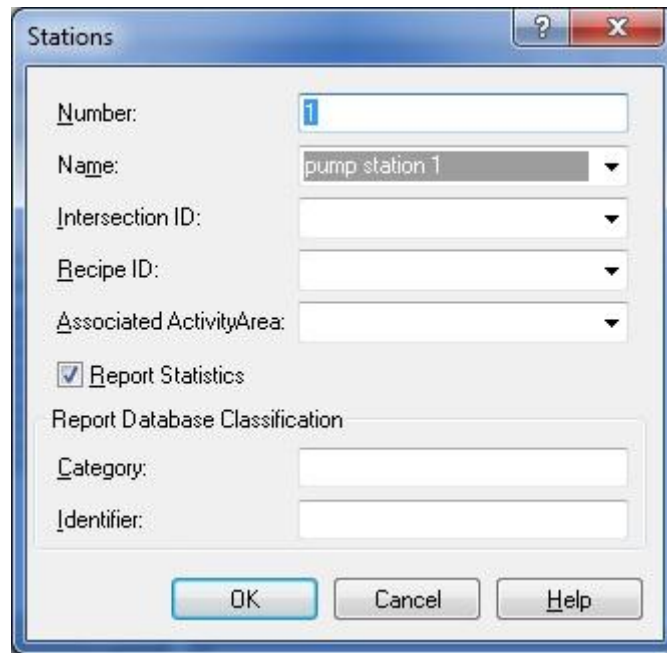 Stations
?
X
Number: 1
Name: pump station 1
Intersection ID:
Recipe ID:
Associated ActivityArea:
Report Statistics
Report Database Classification
Category:
Identifier:
OK Cancel Help